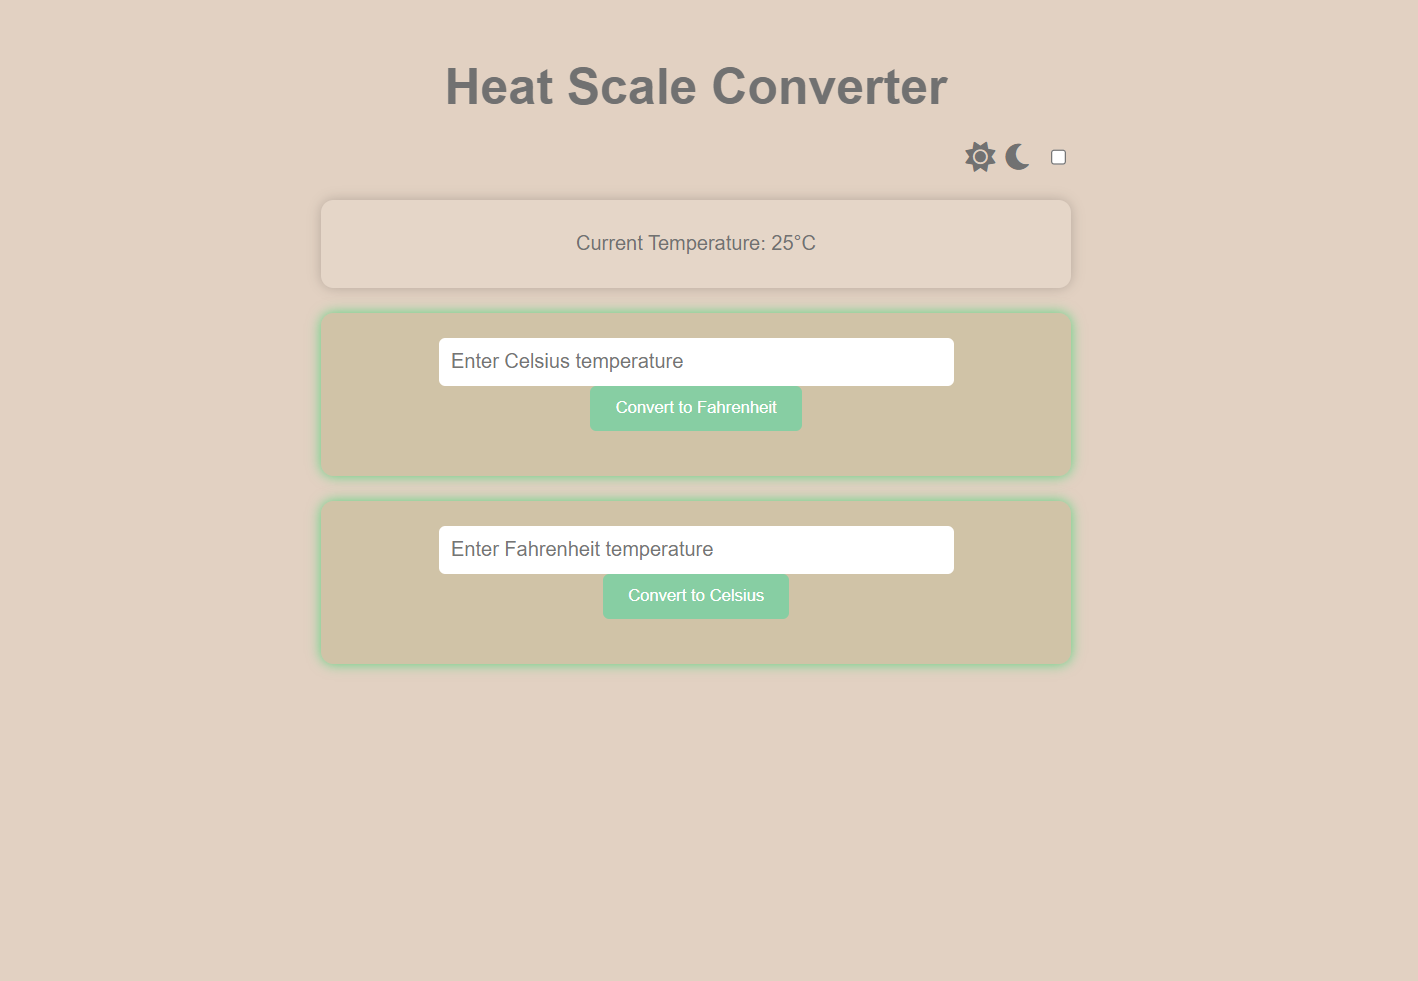 Heat Scale Converter
Current Temperature: 25°C
Enter Celsius temperature
Convert to Fahrenheit
Enter Fahrenheit temperature
Convert to Celsius